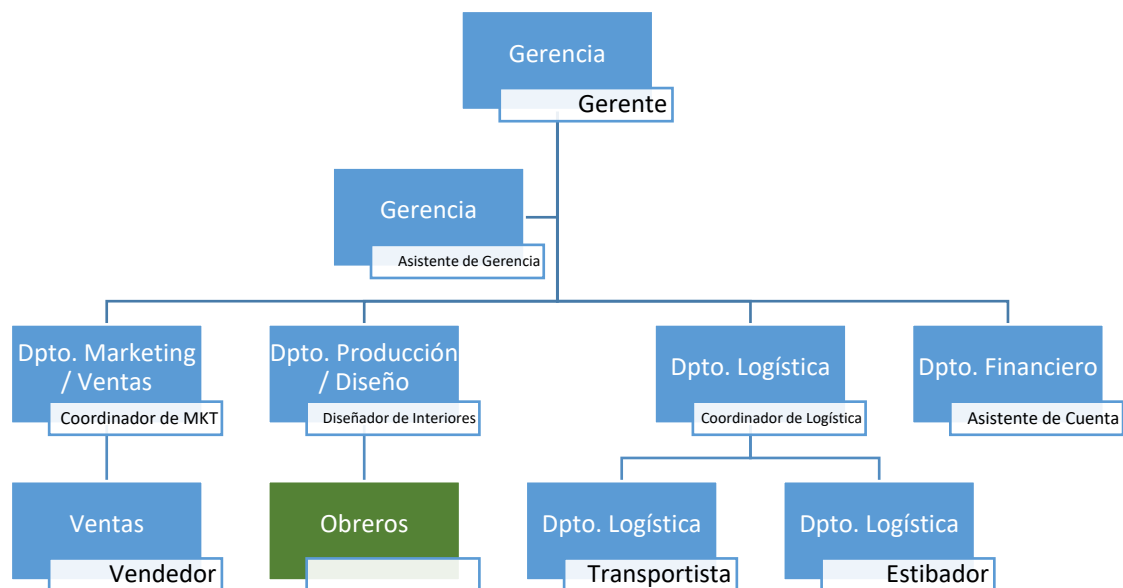 Gerencia
Gerente
Gerencia
Asistente de Gerencia
Dpto. Marketing
/ Ventas
Coordinador de MKT
Dpto. Producción
/ Diseño
Diseñador de Interiores
Dpto. Logística
Coordinador de Logística
Dpto. Financiero
Asistente de Cuenta
Ventas
Vendedor
Obreros
Dpto. Logística
Transportista
Dpto. Logística
Estibador